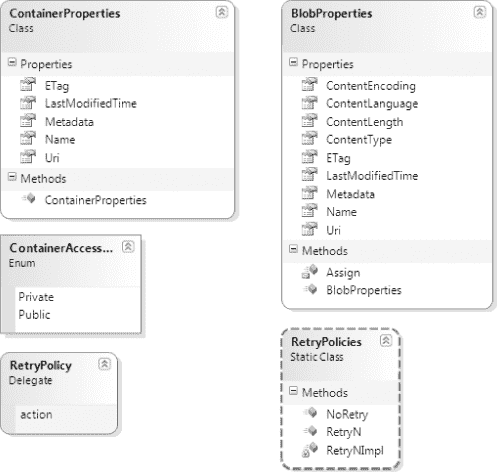 ContainerProperties
Class
Properties
ETag
LastModifiedTime
Metadata
Name
Uri
Methods
ContainerProperties
ContainerAccess...
Enum
Private
Public
RetryPolicy
Delegate
action
BlobProperties
Class
Properties
ContentEncoding
ContentLanguage
ContentLength
ContentType
ETag
LastModifiedTime
Metadata
Name
Uri
Methods
Assign
BlobProperties
RetryPolicies
Static Class
Methods
NoRetry
RetryN
RetryNImpl